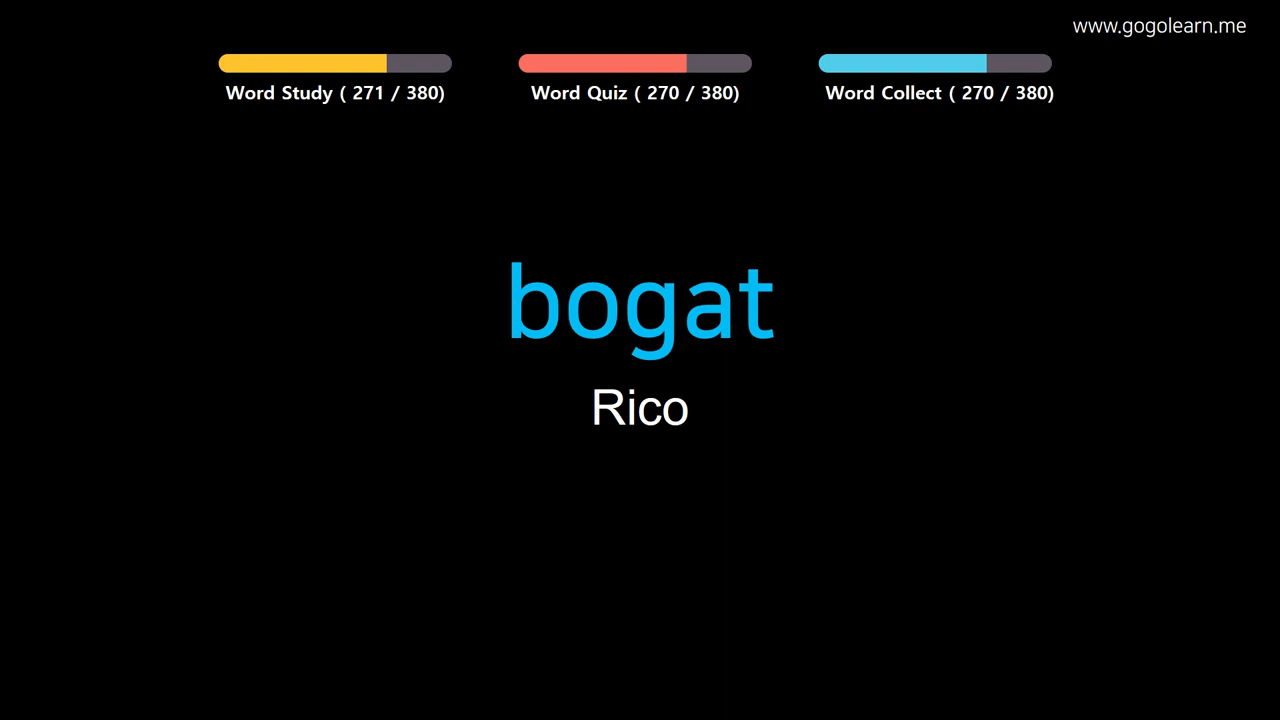 www.gogolearn.me
Word Study ( 271 / 380)
Word Quiz ( 270 / 380)
Word Collect ( 270 / 380)
bogat
Rico